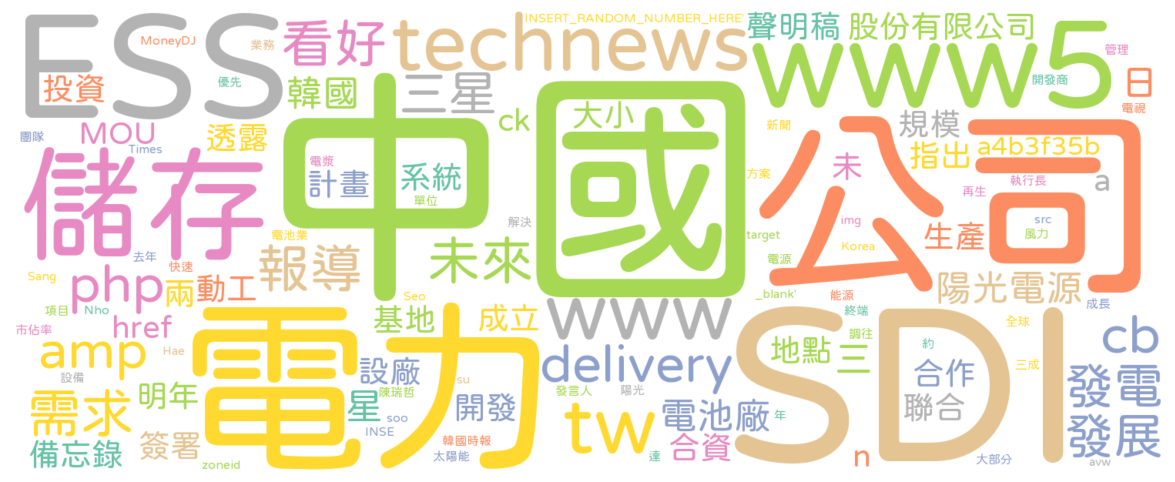 INSERT_RANDOM_NUMBER_HERE'
ESS
MoneyDJ
業務
看好
technews
聲明稿
股份有限公司
管理
投資
優先
韓國
三星
大小
www
5
開發商
日
電視
團隊
MOU
Times
透露
ck
中國
公司
新聞
規模
指出
a4b3f35b
儲存
電漿
計畫
系統
單位
方案
未
再生
執行長
a
解決
img
src
風力
電池業
報導
未來
target
Korea
生產
去年
Sang
快速
php
兩
動工
電源
_blank'
能源
陽光電源
成長
項目
Nho
Seo
www
終端
市佔率
href
基地
成立
調往
全球
cb
電力
SDI
amp
Hae
設備
設廠
su
delivery
地點
三
約
三成
需求
明年
星
陳瑞哲
soo
INSE
開發
發言人
陽光
合作
聯合
發電
發展
tw
電池廠
年
備忘錄
簽署
zoneid
韓國時報
太陽能
達
合資
n
大部分
avw